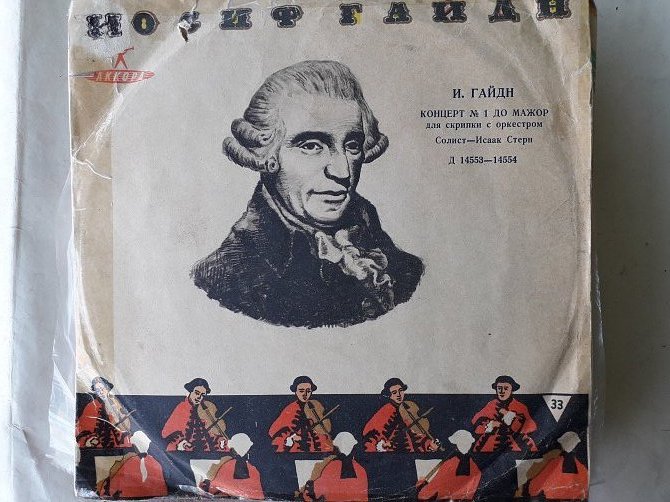 ИОСИФ ГАЙДН
АККОРД
И. ГАЙДН
КОНЦЕРТ № 1 ДО МАЖОР
для скрипки с оркестром
Солист—Исаак Стерн
Д 14553—14554
33